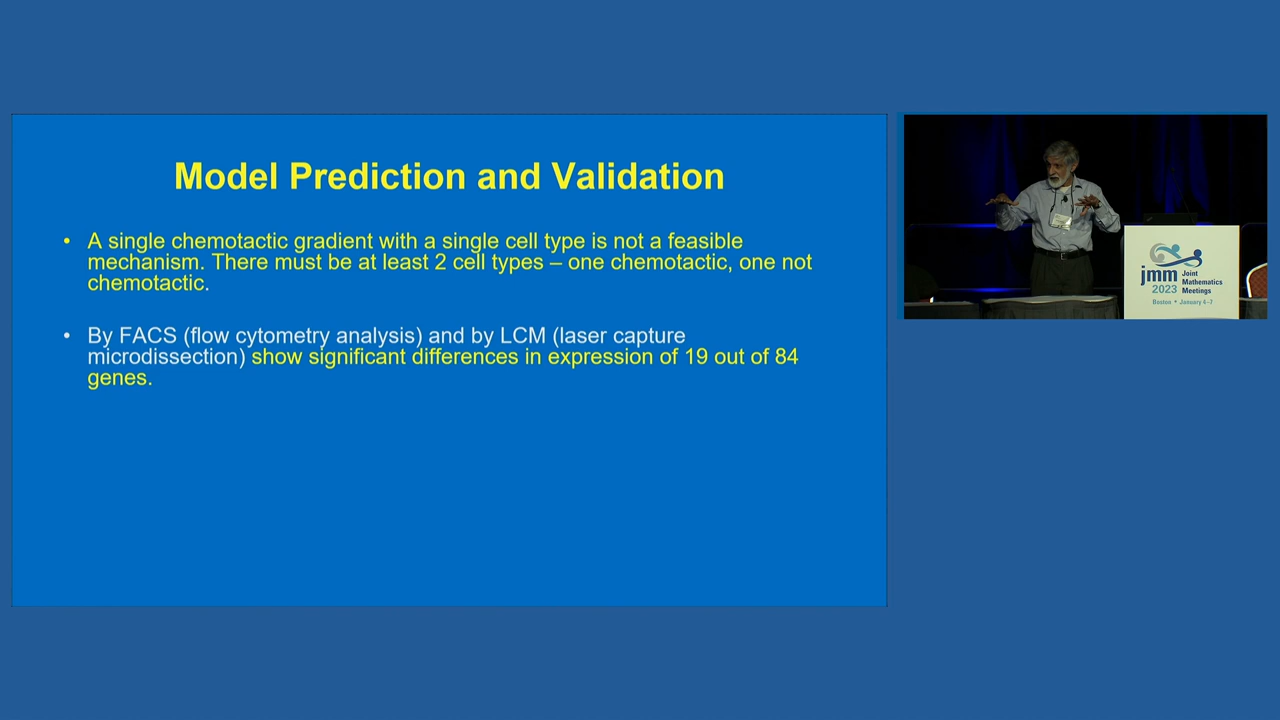 Model Prediction and Validation
• A single chemotactic gradient with a single cell type is not a feasible
mechanism. There must be at least 2 cell types – one chemotactic, one not
chemotactic.
• By FACS (flow cytometry analysis) and by LCM (laser capture
microdissection) show significant differences in expression of 19 out of 84
genes.
jmm
2023
Joint
Mathematics
Meetings
Boston • January 4-7